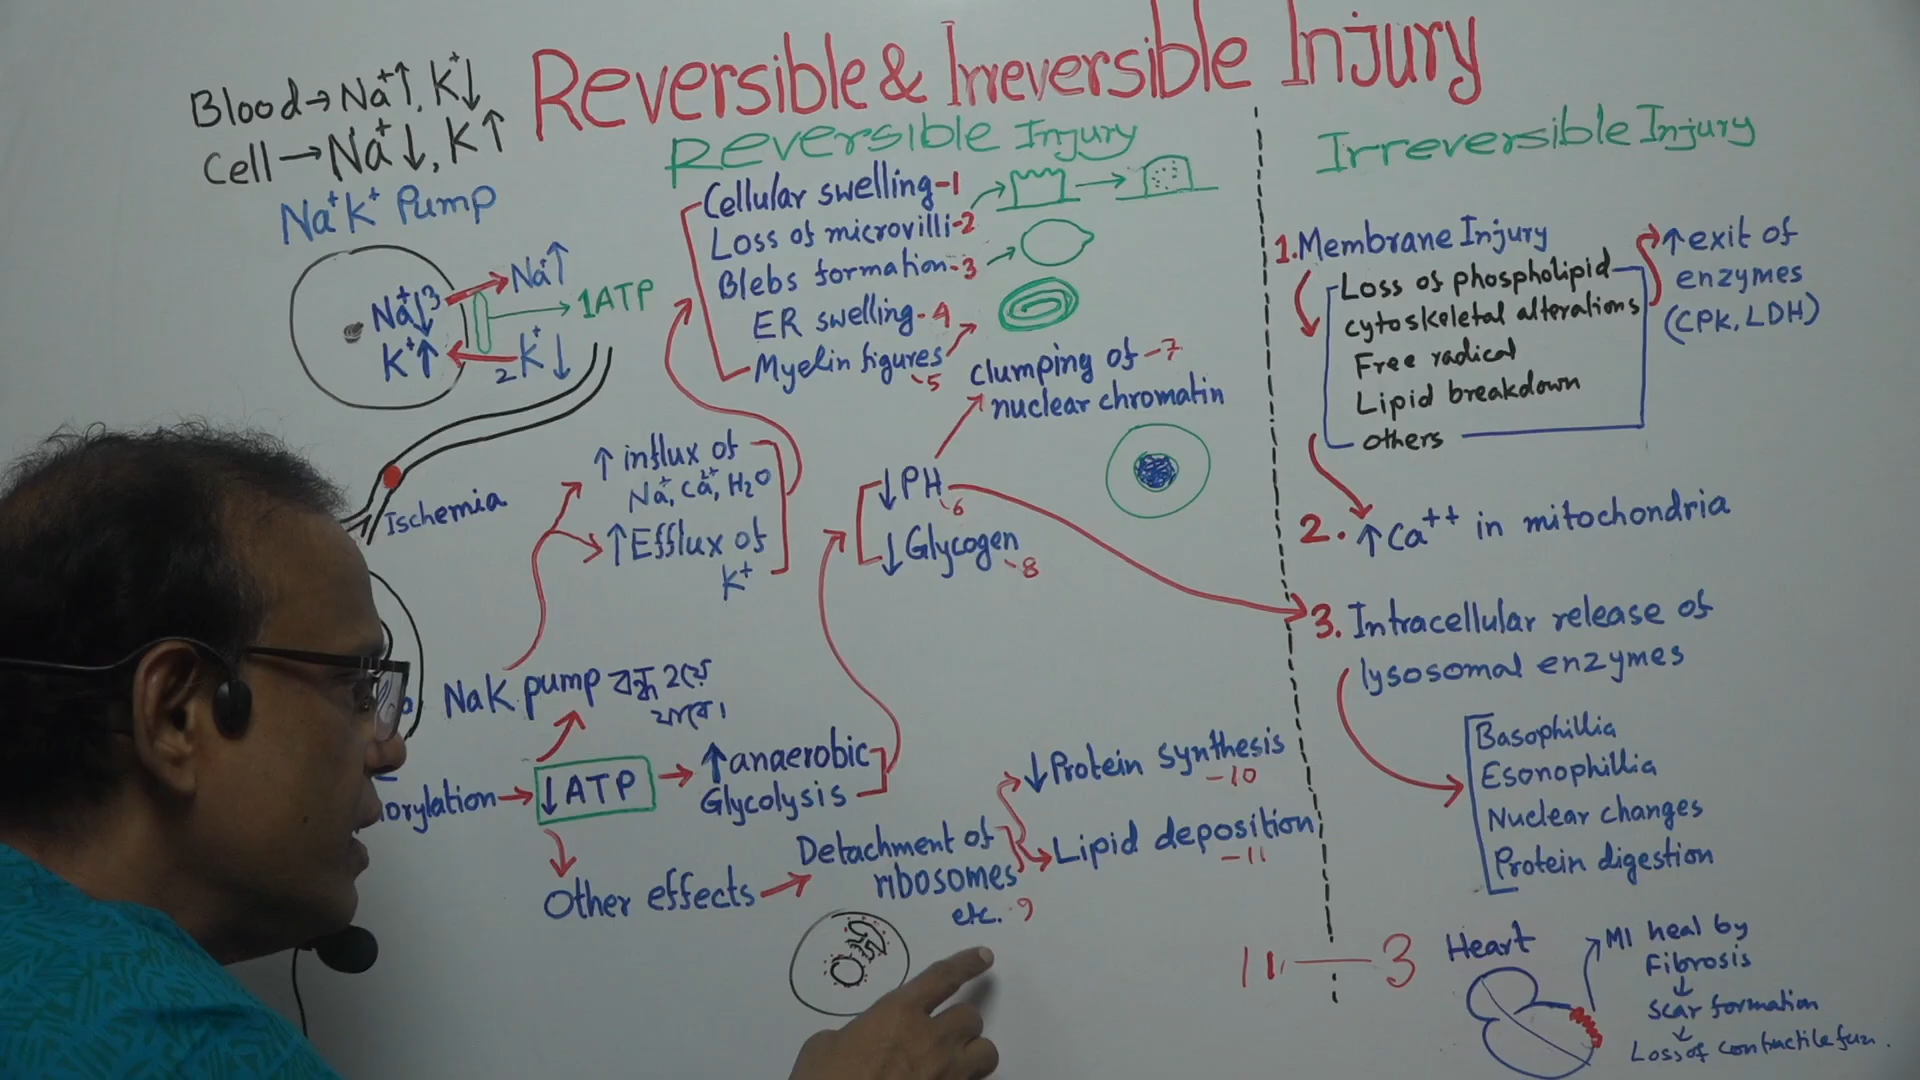 Reversible & Irreversible Injury
Blood→Na⁺↑, K⁺↓
Cell→Na⁺↓, K↑
Na⁺K⁺ Pump
Na⁺↓3
K⁺↑
Na⁺↑
1ATP
2K⁺↓
Ischemia
Reversible Injury
Cellular swelling-1
Loss of microvilli-2
Blebs formation-3
ER swelling-4
Myelin figures
-5
clumping of -7
nuclear chromatin
↑ influx of
Na⁺, Ca²⁺, H₂O
↑Efflux of
K⁺
↓PH
-6
↓Glycogen
-8
NaK pump বন্ধ হয়ে
যাবে।
orylation→↓ATP→↑anaerobic
Glycolysis
Other effects→Detachment of
ribosomes
etc. 9
↓Protein synthesis
-10
Lipid deposition
-11
11 — 3
Irreversible Injury
1. Membrane Injury
Loss of phospholipid
cytoskeletal alterations
Free radical
Lipid breakdown
others
↑exit of
enzymes
(CPK, LDH)
2. ↑Ca⁺⁺ in mitochondria
3. Intracellular release of
lysosomal enzymes
Basophillia
Esonophillia
Nuclear changes
Protein digestion
Heart
MI heal by
Fibrosis
↓
Scar formation
↓
Loss of contractile fun.